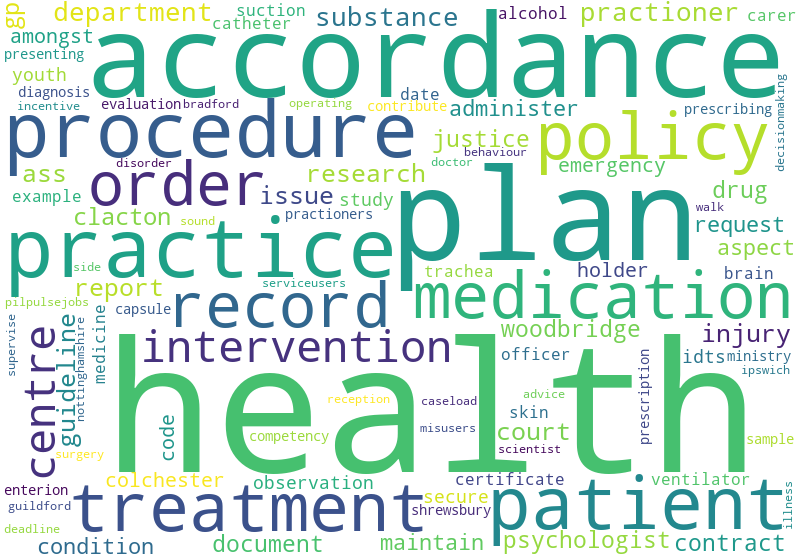 gp
department
suction
catheter
substance
alcohol
practioner
carer
amongst
presenting
youth
diagnosis
incentive
accordance
evaluation
bradford
date
operating
contribute
administer
prescribing
decisionmaking
procedure
policy
justice
behaviour
emergency
ass
example
disorder
order
issue
research
study
doctor
plan
drug
walk
request
aspect
clacton
sound
practioners
practice
side
report
serviceusers
trachea
holder
brain
pilpulsejobs
capsule
record
medication
supervise
centre
guideline
nottinghamshire
medicine
intervention
woodbridge
injury
officer
idts
ministry
ipswich
health
prescription
advice
reception
caseload
skin
misusers
court
code
competency
scientist
sample
surgery
colchester
observation
certificate
ventilator
illness
enterion
guildford
deadline
treatment
secure
shrewsbury
patient
condition
document
maintain
psychologist
contract